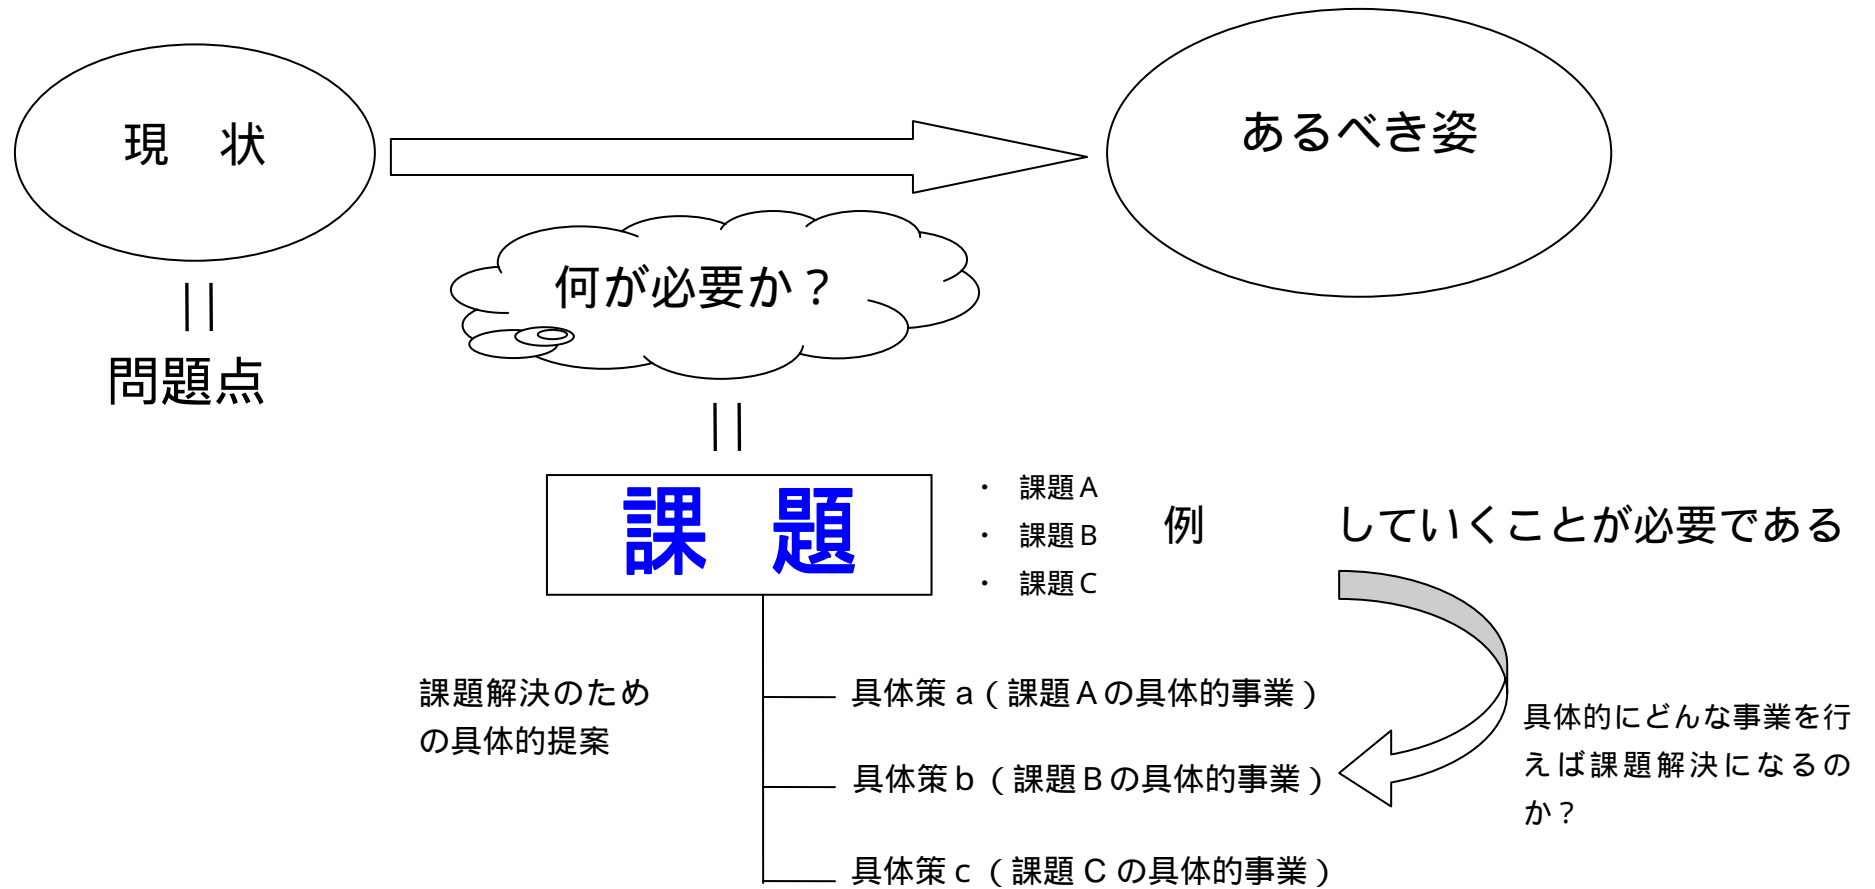 現　状
あるべき姿
何が必要か？
問題点
課　題
・　課題Ａ
・　課題Ｂ
・　課題Ｃ
例　　　していくことが必要である
課題解決のため
の具体的提案
具体策ａ（課題Ａの具体的事業）
具体策ｂ（課題Ｂの具体的事業）
具体策ｃ（課題Ｃの具体的事業）
具体的にどんな事業を行
えば課題解決になるの
か？